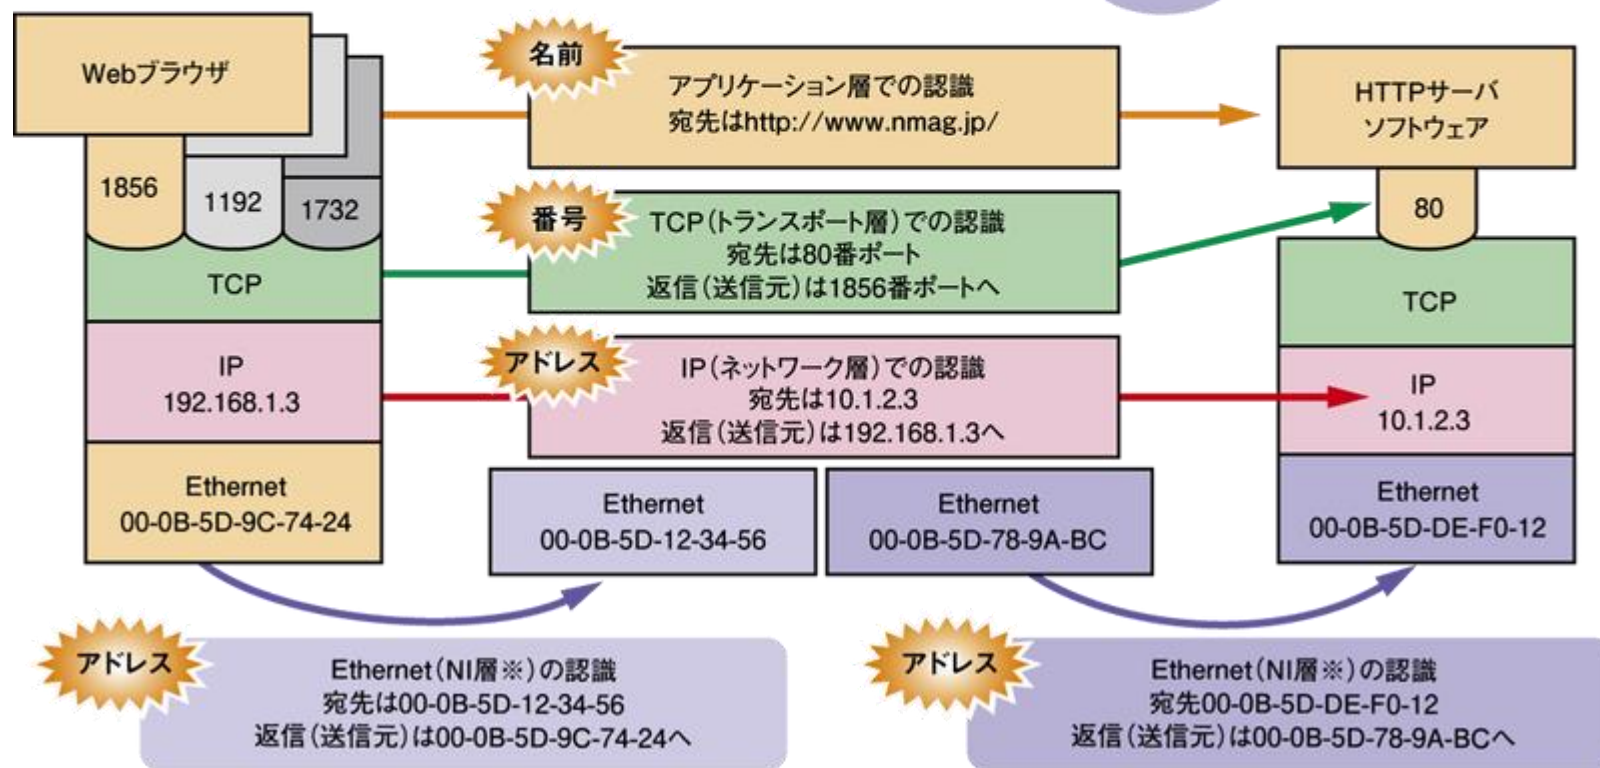 Webブラウザ
1856
1192
1732
TCP
IP
192.168.1.3
Ethernet
00-0B-5D-9C-74-24
名前
アプリケーション層での認識
宛先はhttp://www.nmag.jp/
番号
TCP(トランスポート層)での認識
宛先は80番ポート
返信(送信元)は1856番ポートへ
アドレス
IP(ネットワーク層)での認識
宛先は10.1.2.3
返信(送信元)は192.168.1.3へ
Ethernet
00-0B-5D-12-34-56
Ethernet
00-0B-5D-78-9A-BC
HTTPサーバ
ソフトウェア
80
TCP
IP
10.1.2.3
Ethernet
00-0B-5D-DE-F0-12
アドレス
Ethernet(NI層※)の認識
宛先は00-0B-5D-12-34-56
返信(送信元)は00-0B-5D-9C-74-24へ
アドレス
Ethernet(NI層※)の認識
宛先00-0B-5D-DE-F0-12
返信(送信元)は00-0B-5D-78-9A-BCへ